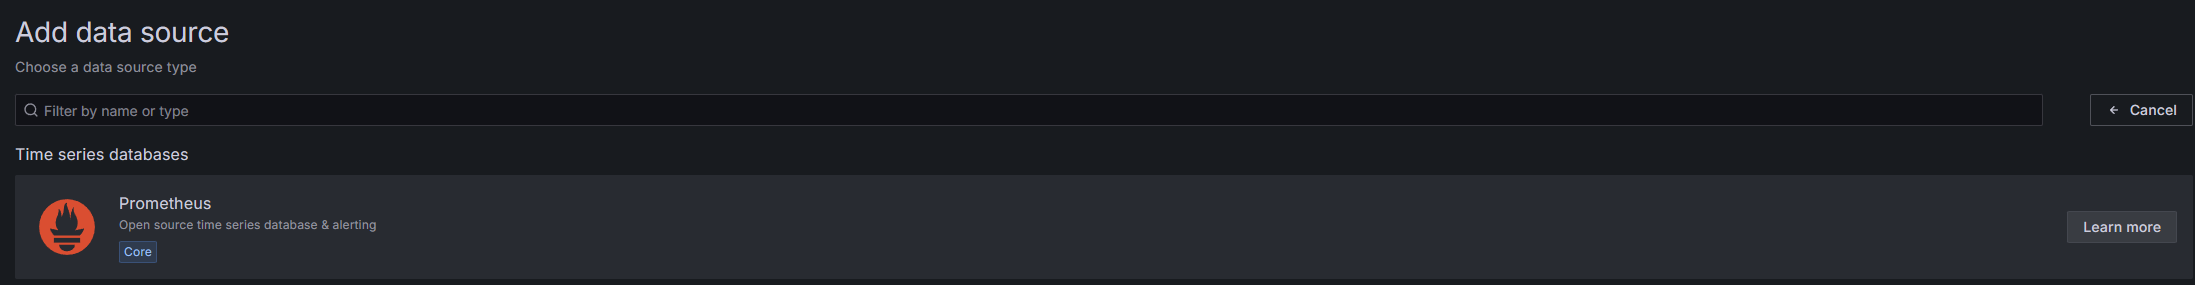 Add data source
Choose a data source type
Filter by name or type
Cancel
Time series databases
Prometheus
Open source time series database & alerting
Core
Learn more